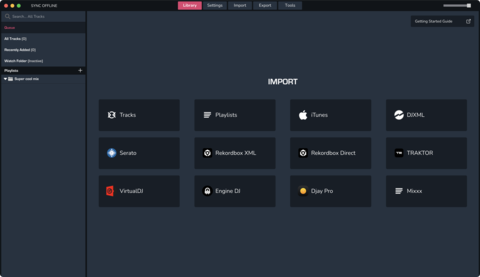 SYNC OFFLINE
Library
Settings
Import
Export
Tools
Search... All Tracks
Getting Started Guide
Queue
All Tracks (0)
Recently Added (0)
Watch Folder (Inactive)
Playlists
Super cool mix
IMPORT
Tracks
Playlists
iTunes
DJXML
Serato
Rekordbox XML
Rekordbox Direct
TRAKTOR
VirtualDJ
Engine DJ
Djay Pro
Mixxx